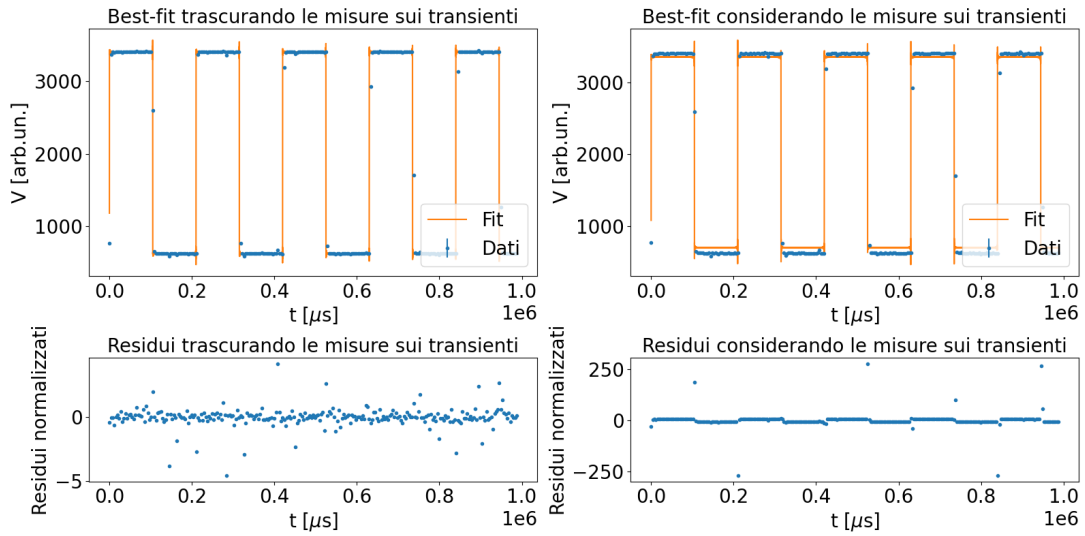 Best-fit trascurando le misure sui transienti
V [arb.un.]
3000
2000
1000
Fit
Dati
0.0 0.2 0.4 0.6 0.8 1.0
t [μs]
1e6
Best-fit considerando le misure sui transienti
V [arb.un.]
3000
2000
1000
Fit
Dati
0.0 0.2 0.4 0.6 0.8 1.0
t [μs]
1e6
Residui trascurando le misure sui transienti
Residui normalizzati
0
−5
0.0 0.2 0.4 0.6 0.8 1.0
t [μs]
1e6
Residui considerando le misure sui transienti
Residui normalizzati
250
0
−250
0.0 0.2 0.4 0.6 0.8 1.0
t [μs]
1e6